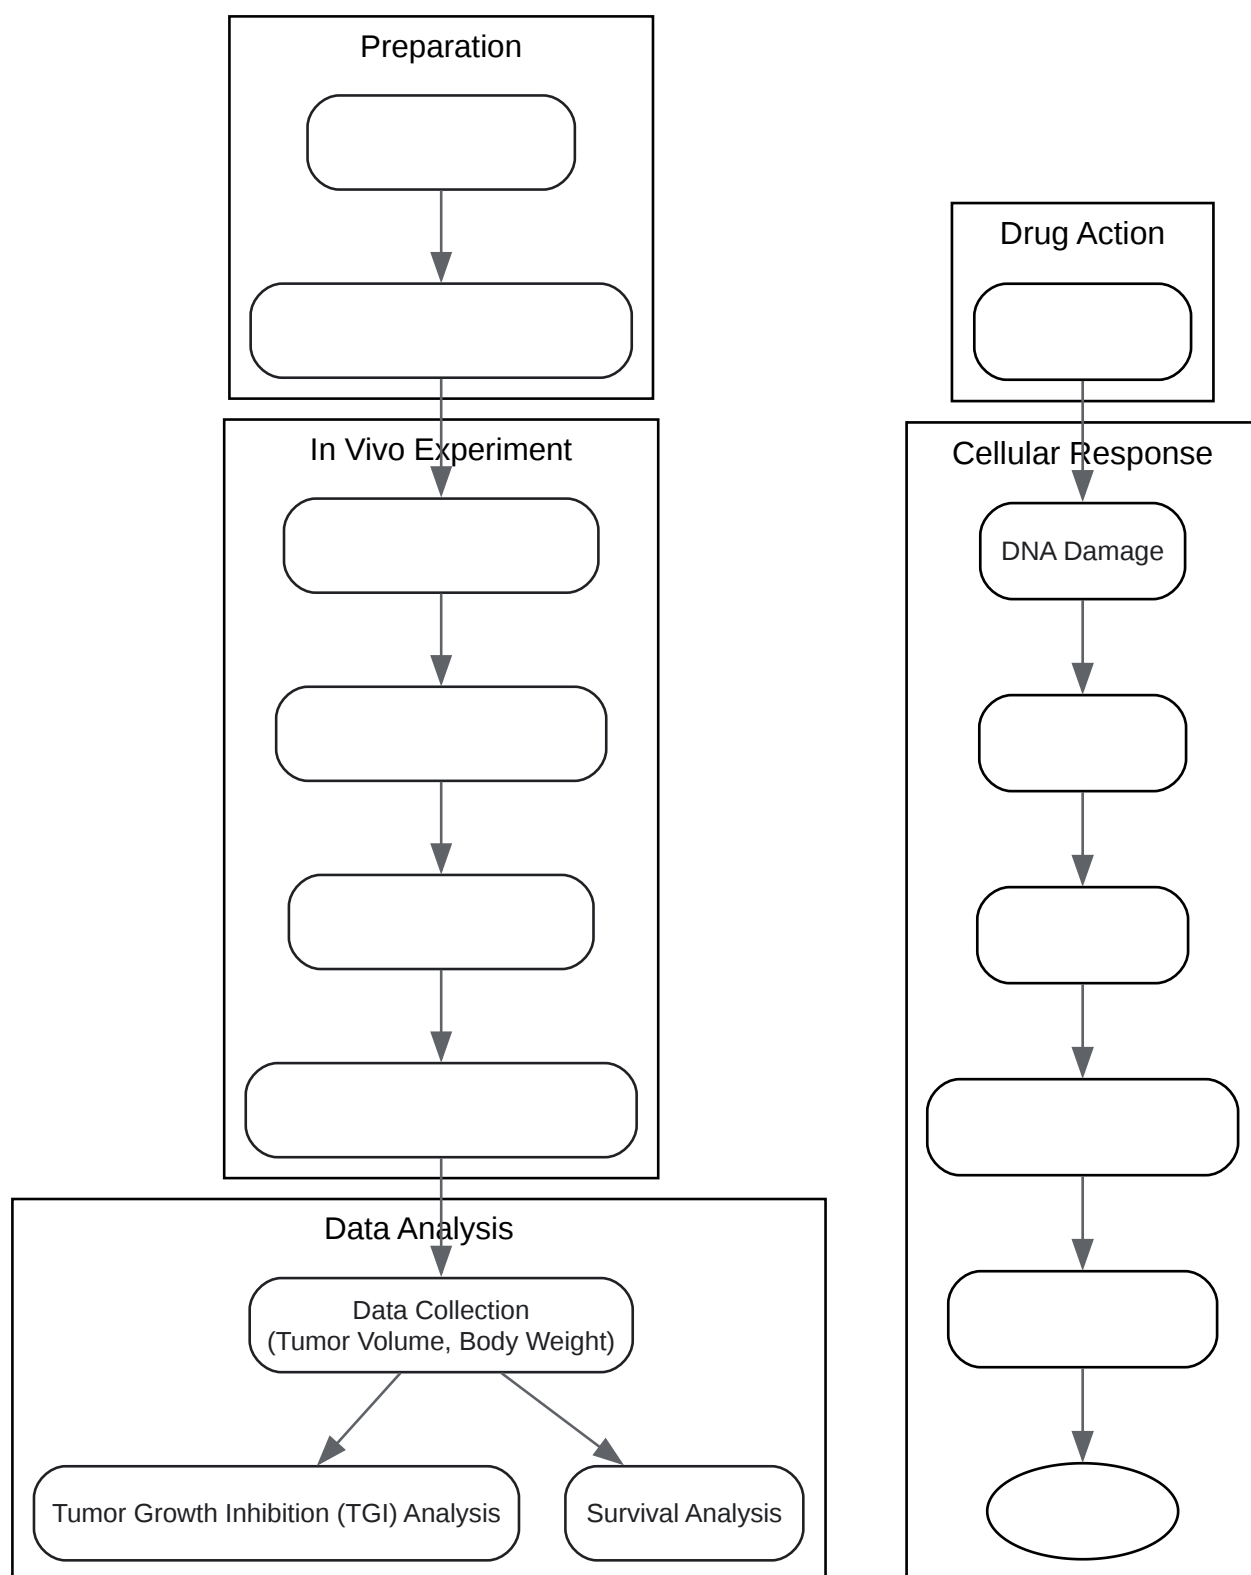 Preparation
In Vivo Experiment
Data Analysis
Data Collection
(Tumor Volume, Body Weight)
Tumor Growth Inhibition (TGI) Analysis
Survival Analysis
Drug Action
Cellular Response
DNA Damage